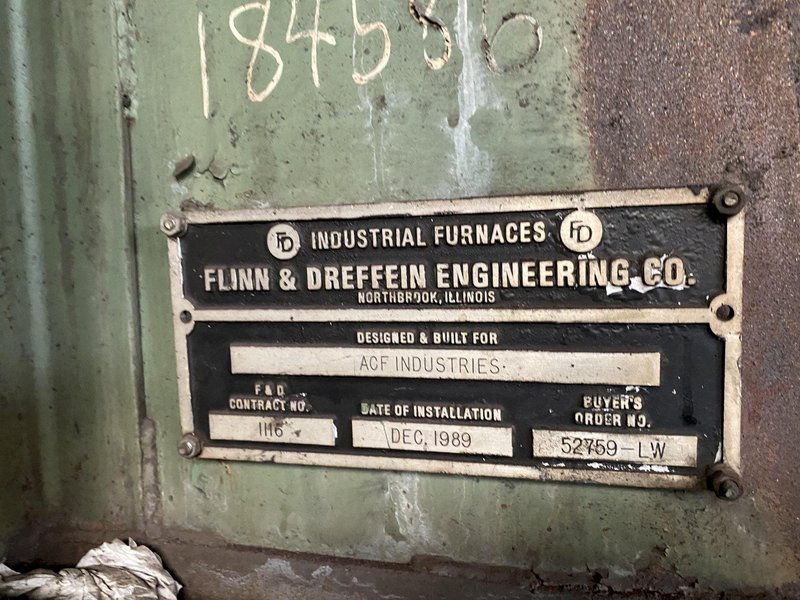 FD INDUSTRIAL FURNACES FD
FLINN & DREFFEIN ENGINEERING CO.
NORTHBROOK, ILLINOIS
DESIGNED & BUILT FOR
ACF INDUSTRIES
F & D
CONTRACT NO.
1116
DATE OF INSTALLATION
DEC, 1989
BUYER'S
ORDER NO.
52759-LW